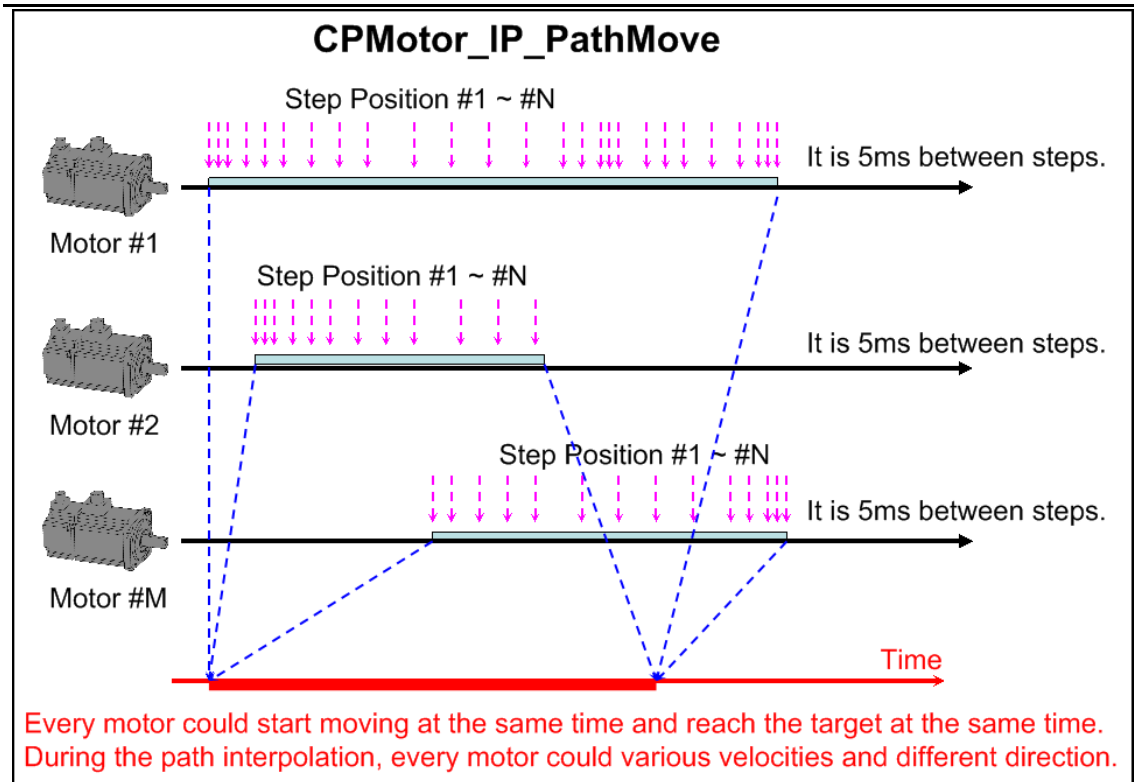 CPMotor_IP_PathMove
Step Position #1 ~ #N
It is 5ms between steps.
Motor #1
Step Position #1 ~ #N
It is 5ms between steps.
Motor #2
Step Position #1 ~ #N
It is 5ms between steps.
Motor #M
Time
Every motor could start moving at the same time and reach the target at the same time.
During the path interpolation, every motor could various velocities and different direction.